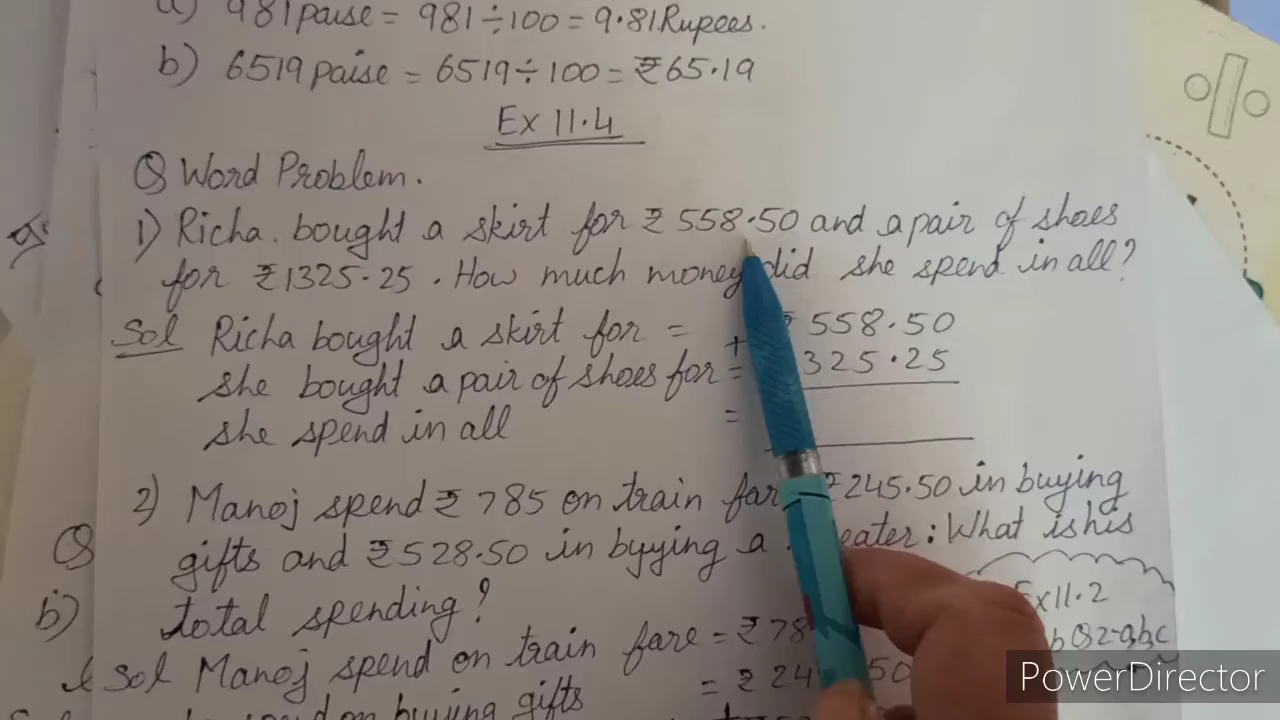 a) 981 paise = 981÷100 = 9.81 Rupees.
b) 6519 paise = 6519÷100 = ₹65.19
Ex 11.4
Q Word Problem.
1) Richa bought a skirt for ₹558.50 and a pair of shoes
for ₹1325.25. How much money did she spend in all?
Sol Richa bought a skirt for = ₹ 558.50
she bought a pair of shoes for = + 325.25
she spend in all =
2) Manoj spend ₹785 on train ₹245.50 in buying
gifts and ₹528.50 in byying a : What is his
total spending?
Sol Manoj spend on train fare = ₹78
on buying gifts = ₹24 50
Q
b)
Ex 11.2
Q2-a,b,c
PowerDirector